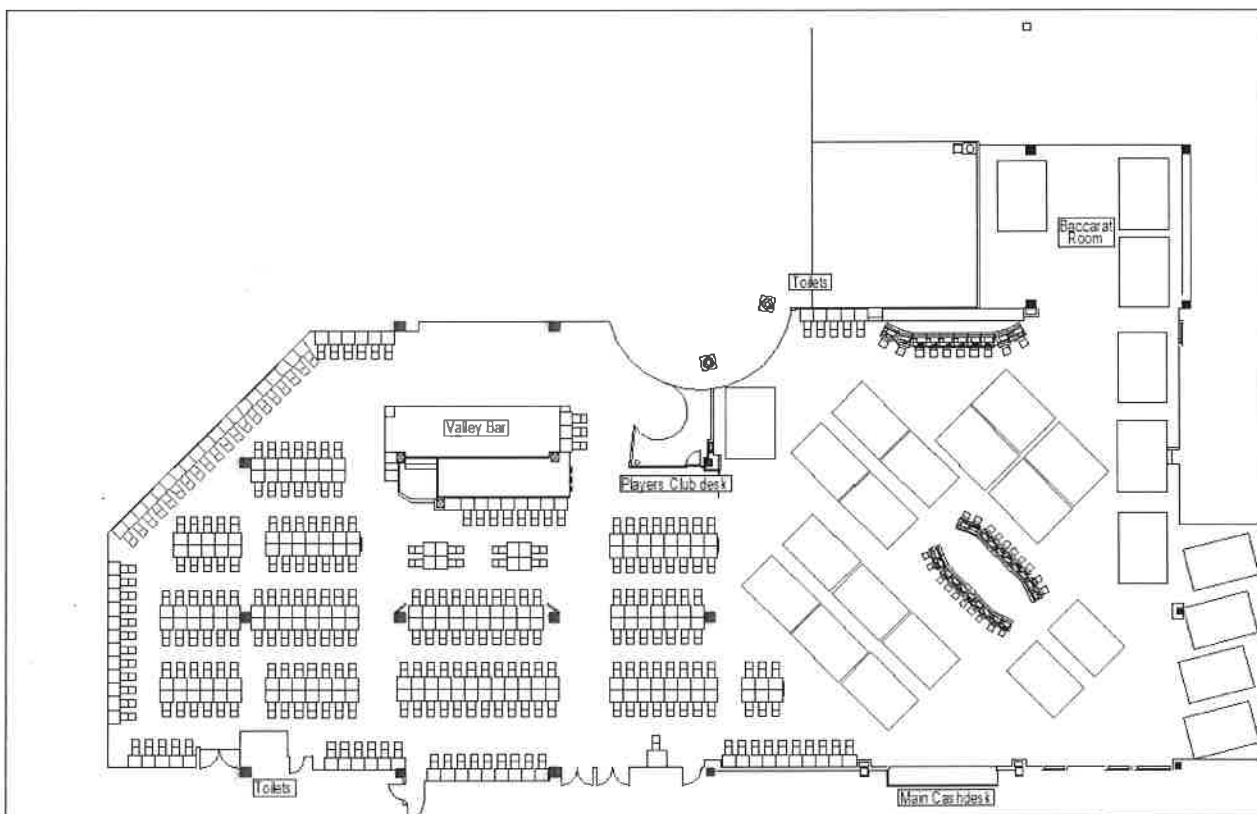 Baccarat
Room
Toilets
Valley Bar
Players Club desk
Toilets
Main Cashdesk